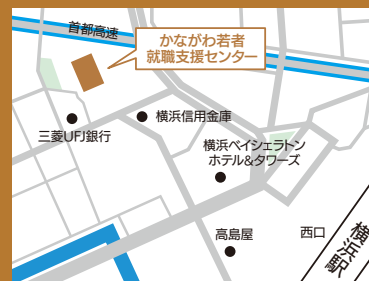 首都高速
かながわ若者
就職支援センター
三菱UFJ銀行
横浜信用金庫
横浜ベイシェラトン
ホテル&タワーズ
高島屋
西口
横浜駅